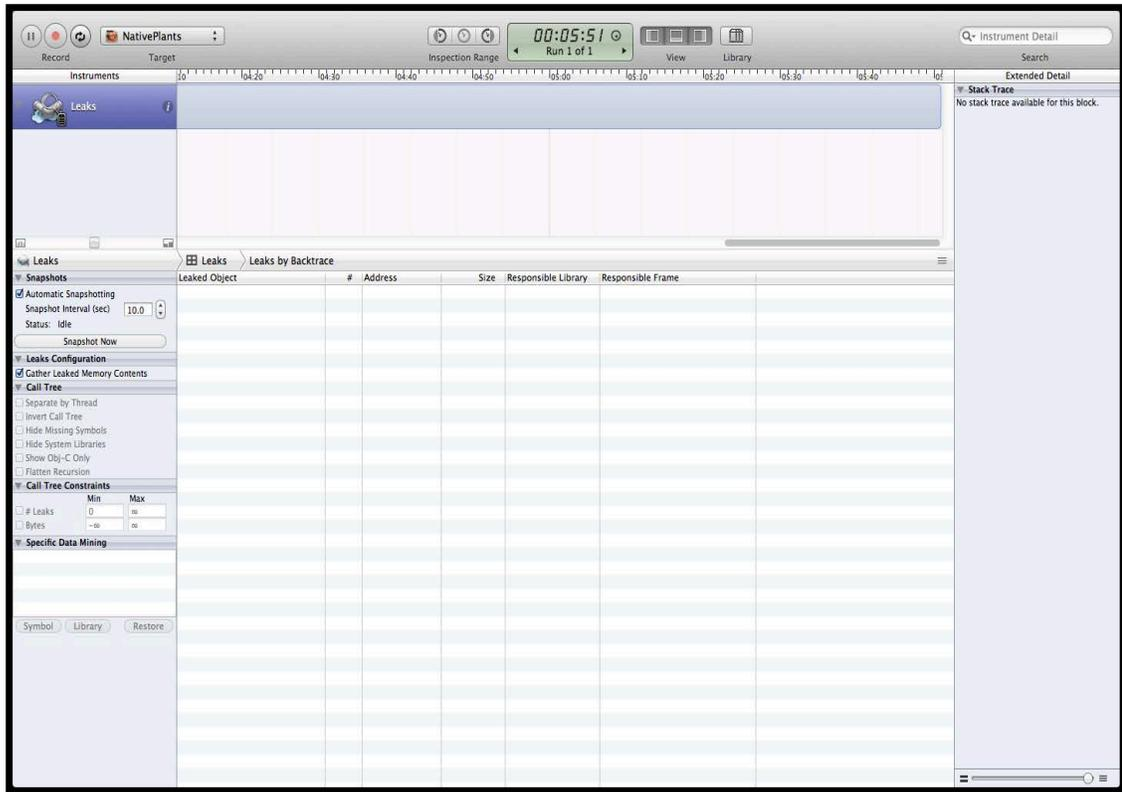 NativePlants
00:05:51
Run 1 of 1
Instrument Detail
Record
Target
Inspection Range
View
Library
Search
Instruments
04:20
04:30
04:40
04:50
05:00
05:10
05:20
05:30
05:40
Extended Detail
Leaks
Stack Trace
No stack trace available for this block.
Leaks
Leaks
Leaks by Backtrace
Snapshots
Leaked Object
#
Address
Size
Responsible Library
Responsible Frame
Automatic Snapshotting
Snapshot Interval (sec) 10.0
Status: Idle
Snapshot Now
Leaks Configuration
Gather Leaked Memory Contents
Call Tree
Separate by Thread
Invert Call Tree
Hide Missing Symbols
Hide System Libraries
Show Obj-C Only
Flatten Recursion
Call Tree Constraints
Min Max
# Leaks 0 ∞
Bytes -∞ ∞
Specific Data Mining
Symbol Library Restore